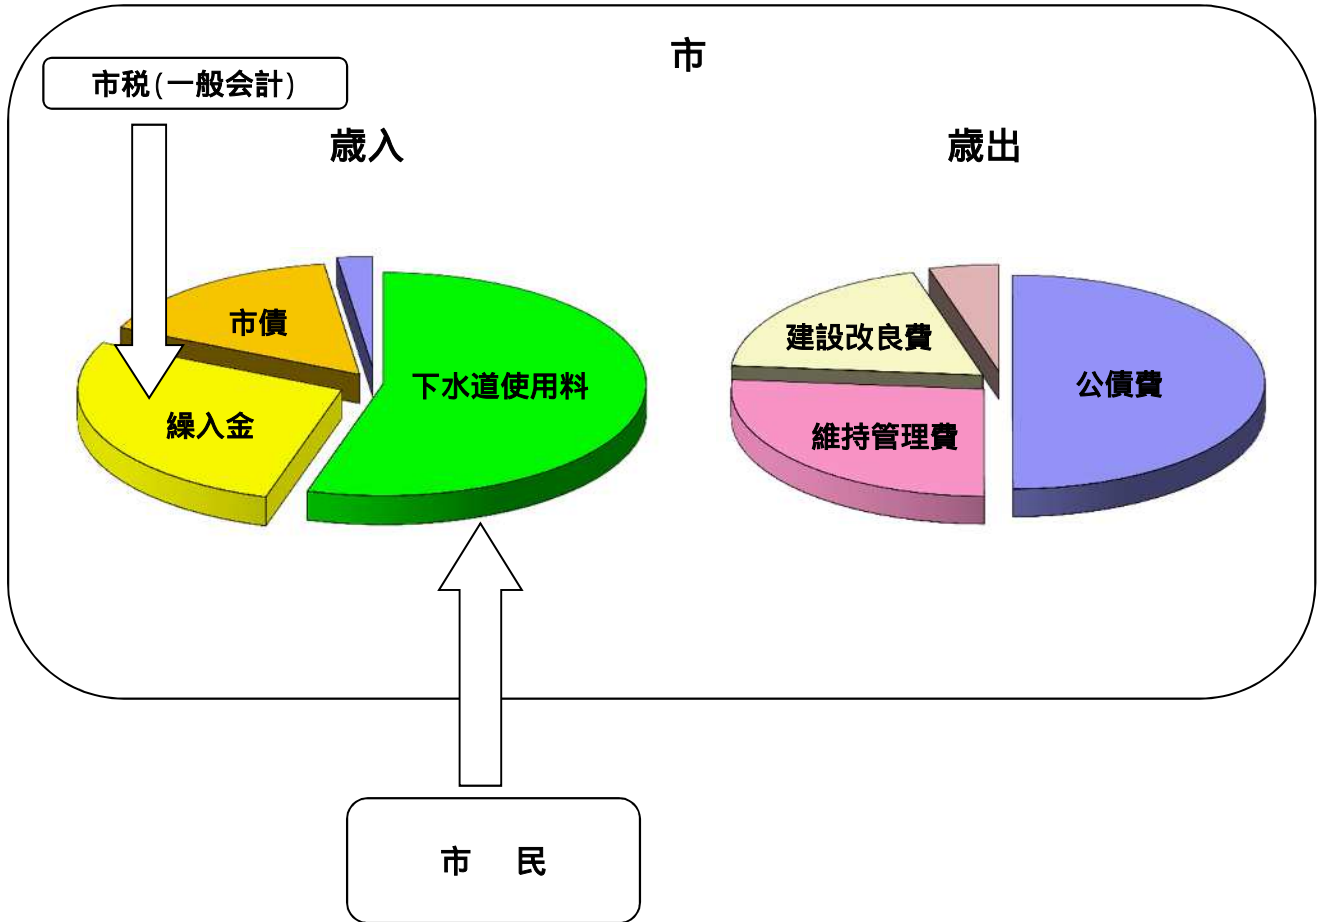 市
市税(一般会計)
歳入
歳出
市債
下水道使用料
繰入金
建設改良費
公債費
維持管理費
市　民